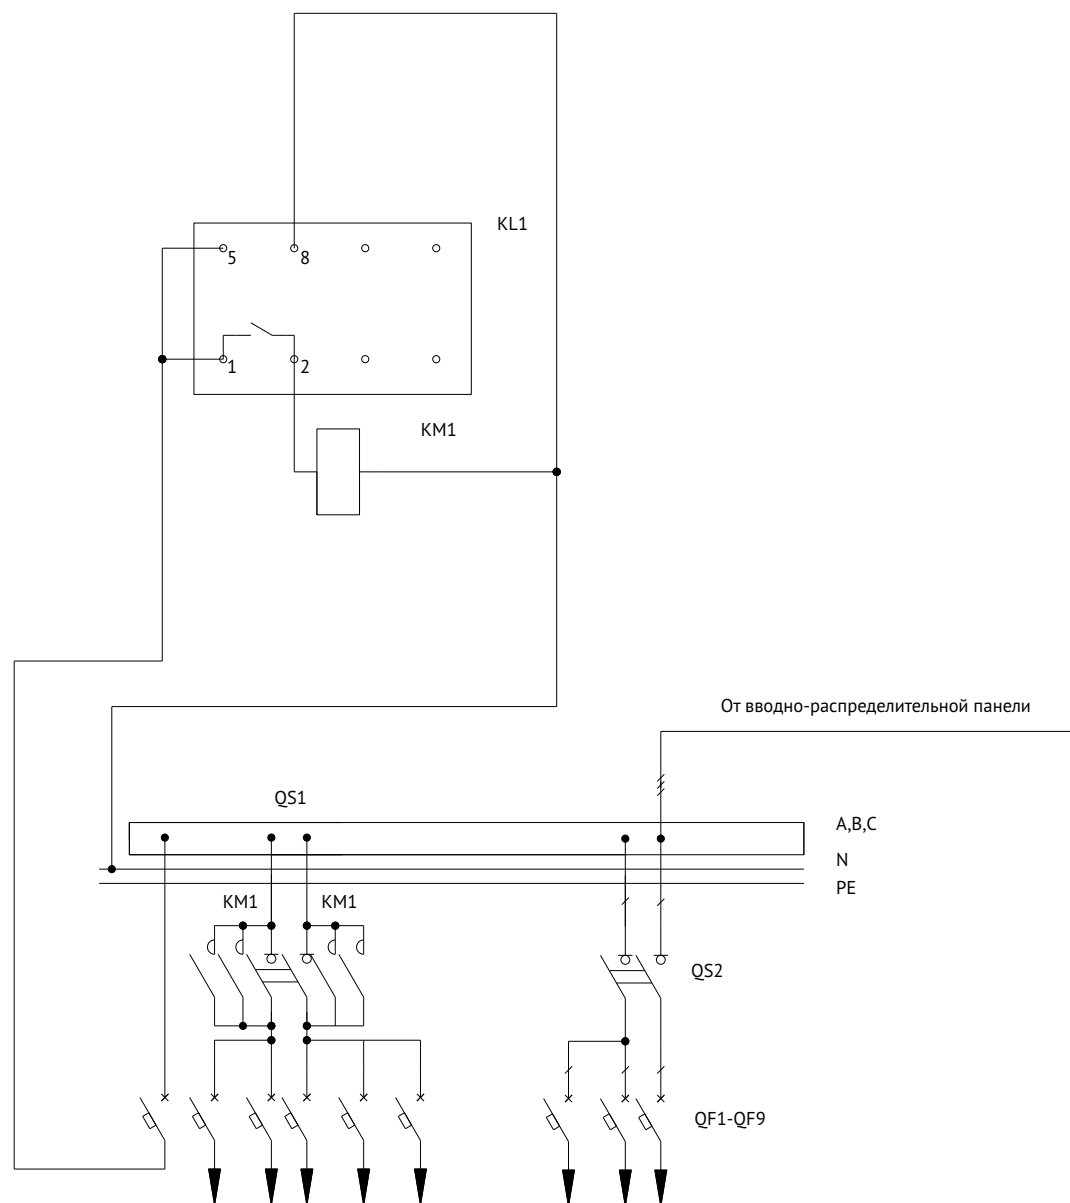 KL1
5
8
1
2
KM1
От вводно-распределительной панели
QS1
A,B,C
N
PE
KM1
KM1
QS2
QF1-QF9